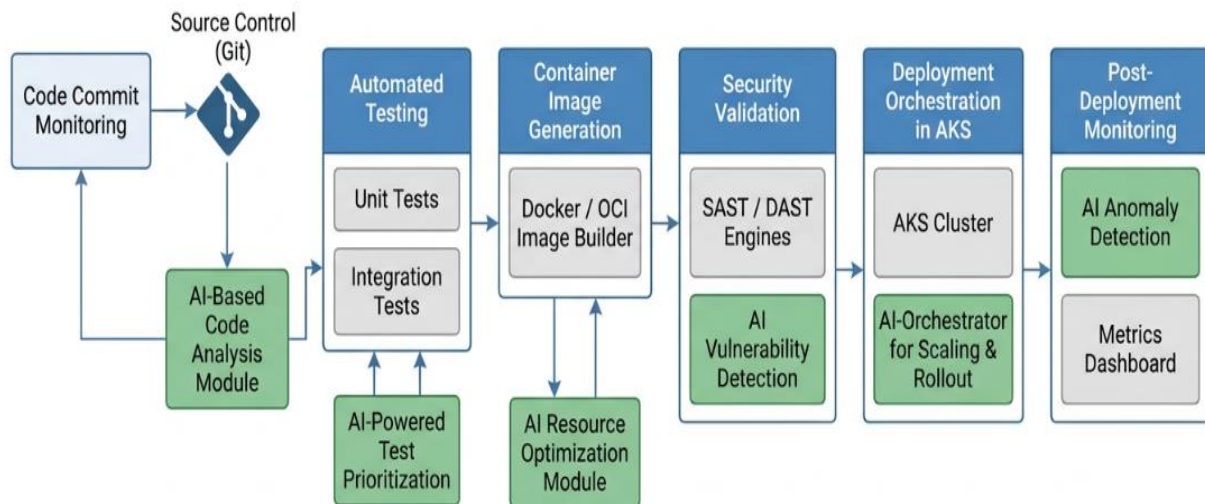 Source Control
(Git)
Code Commit
Monitoring
AI-Based
Code
Analysis
Module
Automated
Testing
Unit Tests
Integration
Tests
AI-Powered
Test
Prioritization
Container
Image
Generation
Docker / OCI
Image Builder
AI Resource
Optimization
Module
Security
Validation
SAST / DAST
Engines
AI
Vulnerability
Detection
Deployment
Orchestration
in AKS
AKS Cluster
AI-Orchestrator
for Scaling &
Rollout
Post-
Deployment
Monitoring
AI Anomaly
Detection
Metrics
Dashboard